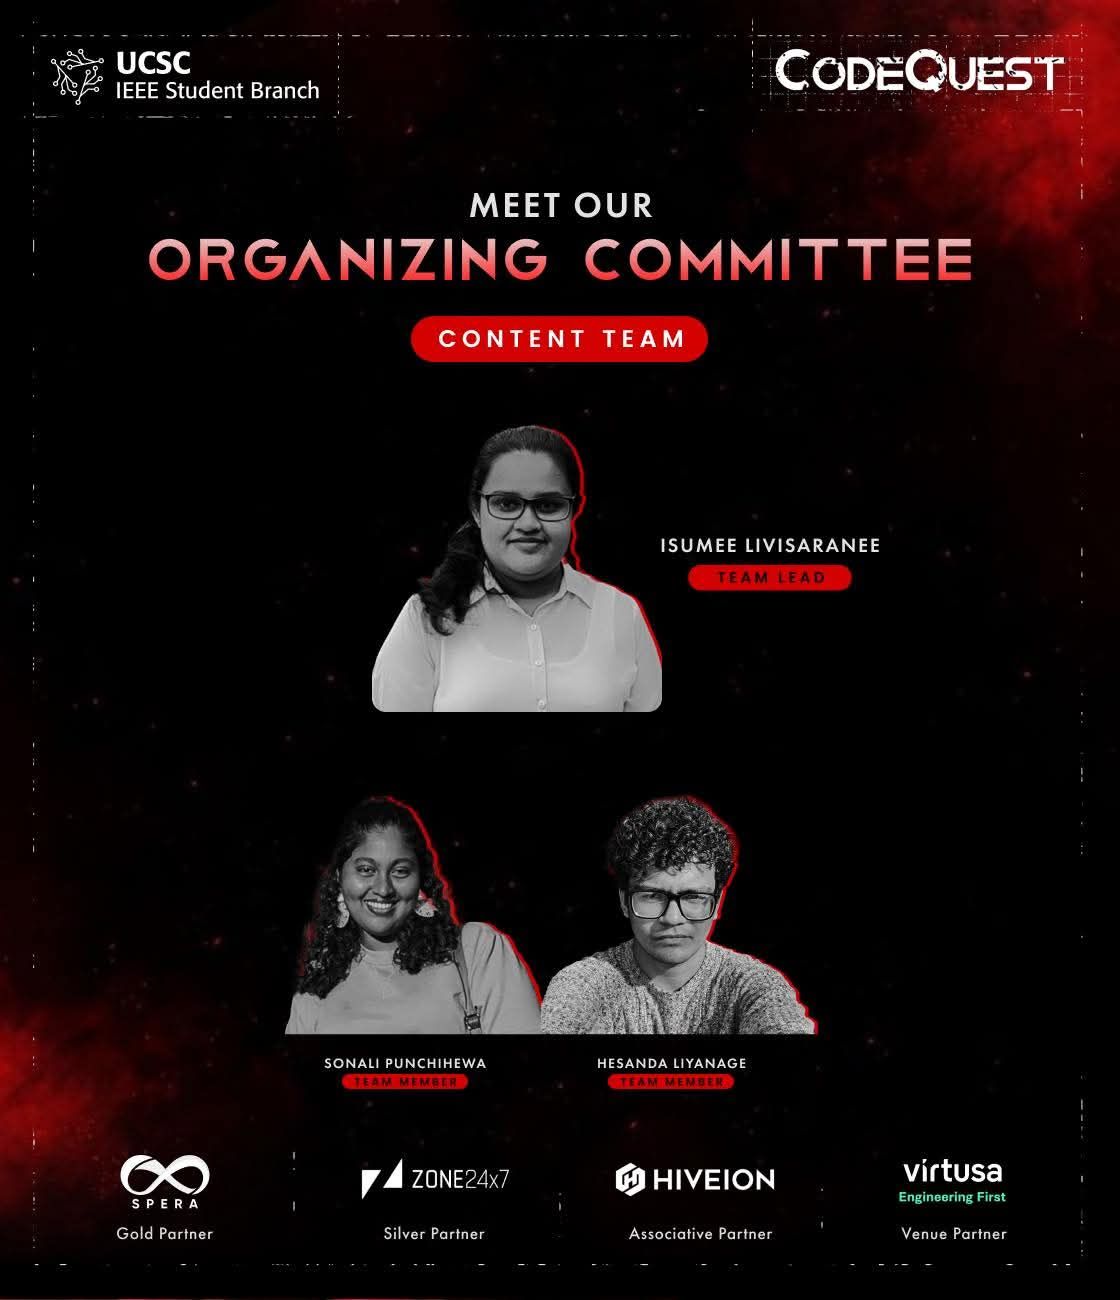 UCSC
IEEE Student Branch
CODEQUEST
MEET OUR
ORGANIZING COMMITTEE
CONTENT TEAM
ISUMEE LIVISARANEE
TEAM LEAD
SONALI PUNCHIHEWA
TEAM MEMBER
HESANDA LIYANAGE
TEAM MEMBER
SPERA
Gold Partner
ZONE24x7
Silver Partner
HIVEION
Associative Partner
virtusa
Engineering First
Venue Partner